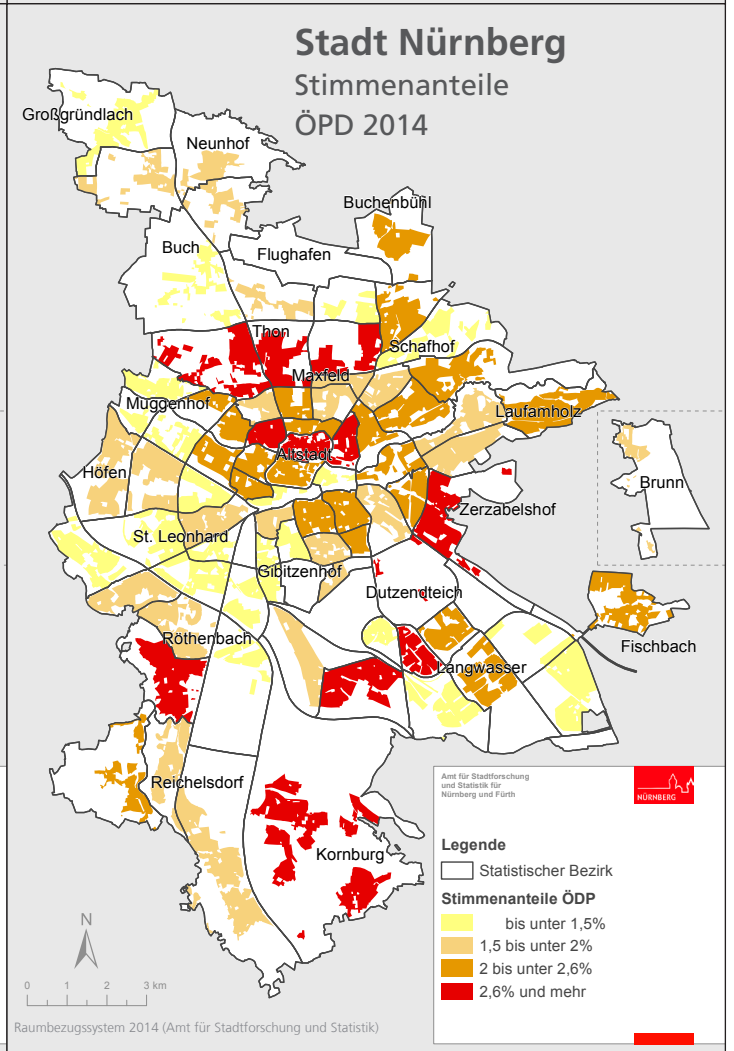 Stadt Nürnberg
Stimmenanteile
ÖPD 2014
Großgründlach
Neunhof
Buchenbühl
Buch
Flughafen
Thon
Schafhof
Maxfeld
Muggenhof
Laufamholz
Altstadt
Höfen
Brunn
Zerzabelshof
St. Leonhard
Gibitzenhof
Dutzendteich
Röthenbach
Fischbach
Langwasser
Reichelsdorf
Kornburg
Amt für Stadtforschung
und Statistik für
Nürnberg und Fürth
NÜRNBERG
Legende
Statistischer Bezirk
Stimmenanteile ÖDP
bis unter 1,5%
1,5 bis unter 2%
2 bis unter 2,6%
2,6% und mehr
N
0 1 2 3 km
Raumbezugssystem 2014 (Amt für Stadtforschung und Statistik)